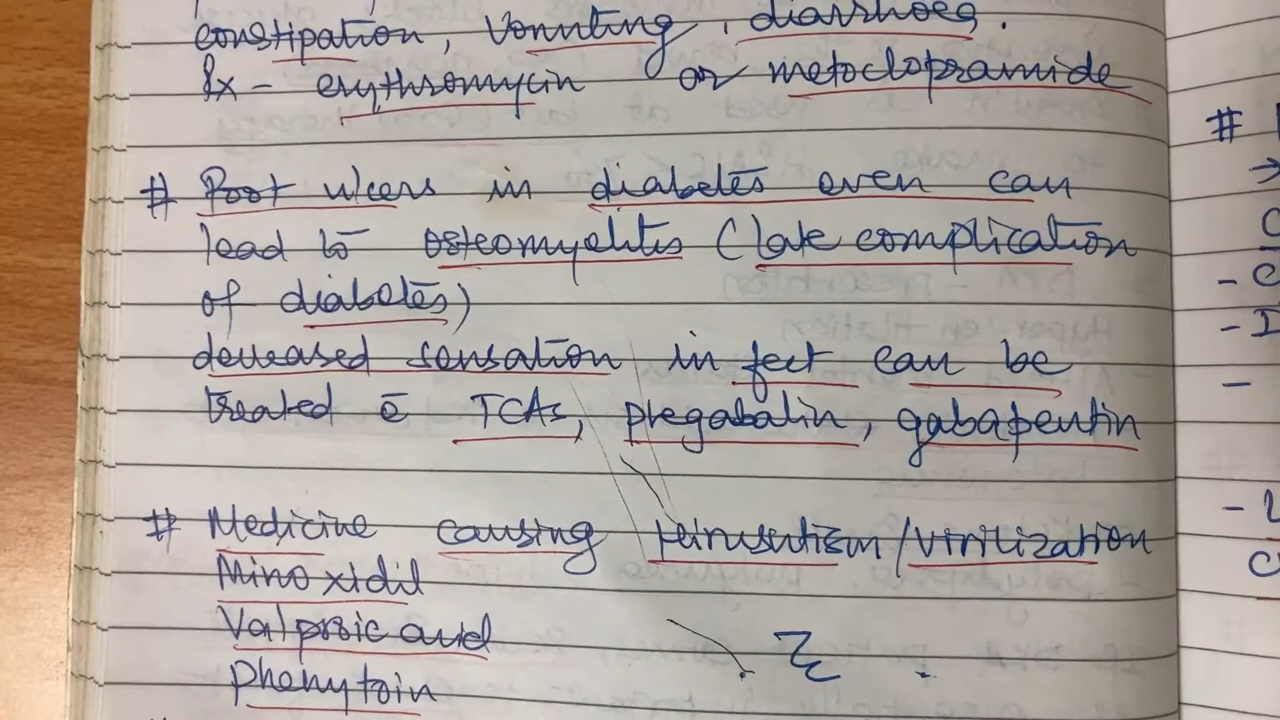 constipation, Vomiting, diarrhoea.
Rx - erythromycin or metoclopramide
# Foot ulcers in diabetes even can
lead to osteomyelitis (late complication
of diabetes)
decreased sensation in feet can be
treated c̄ TCAs, pregabalin, gabapentin
# Medicine causing Hirusutism/virilization
Minoxidil
Valproic acid
Phenytoin
#